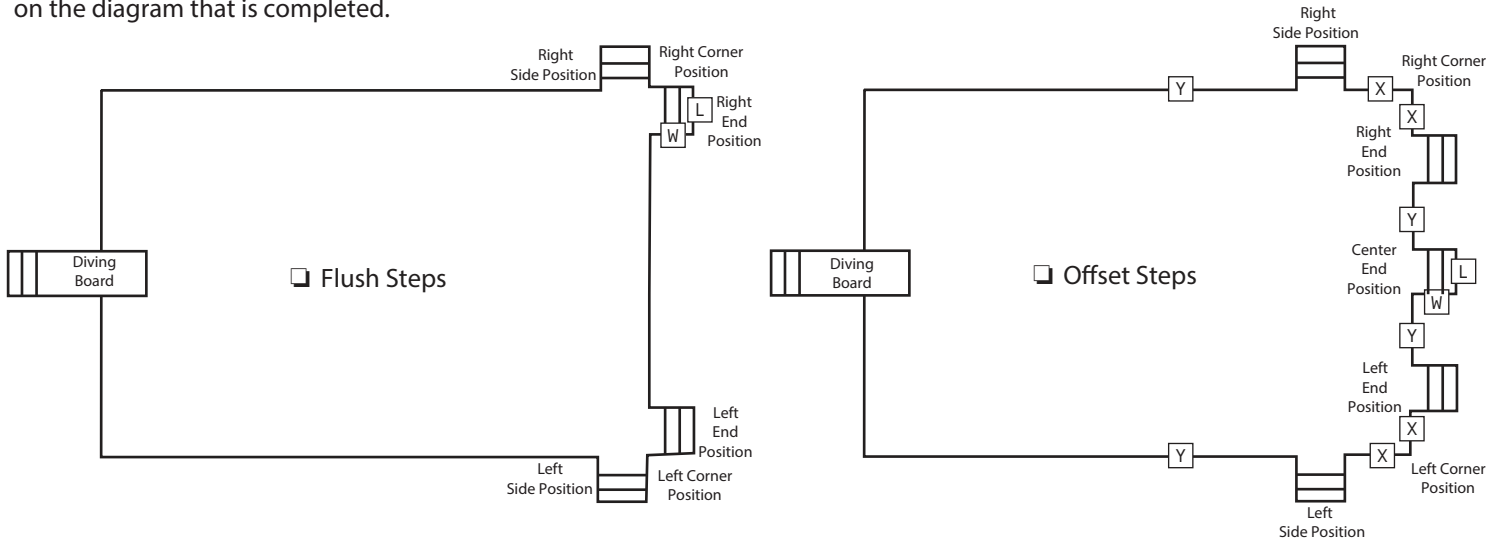 on the diagram that is completed.
Right
Side Position
Right Corner
Position
L
Right
End
Position
W
Diving
Board
❏ Flush Steps
Left
End
Position
Left
Side Position
Left Corner
Position
Right
Side Position
Right Corner
Position
Y
X
X
Right
End
Position
Y
Diving
Board
❏ Offset Steps
Center
End
Position
L
W
Y
Left
End
Position
X
Y
X
Left Corner
Position
Left
Side Position